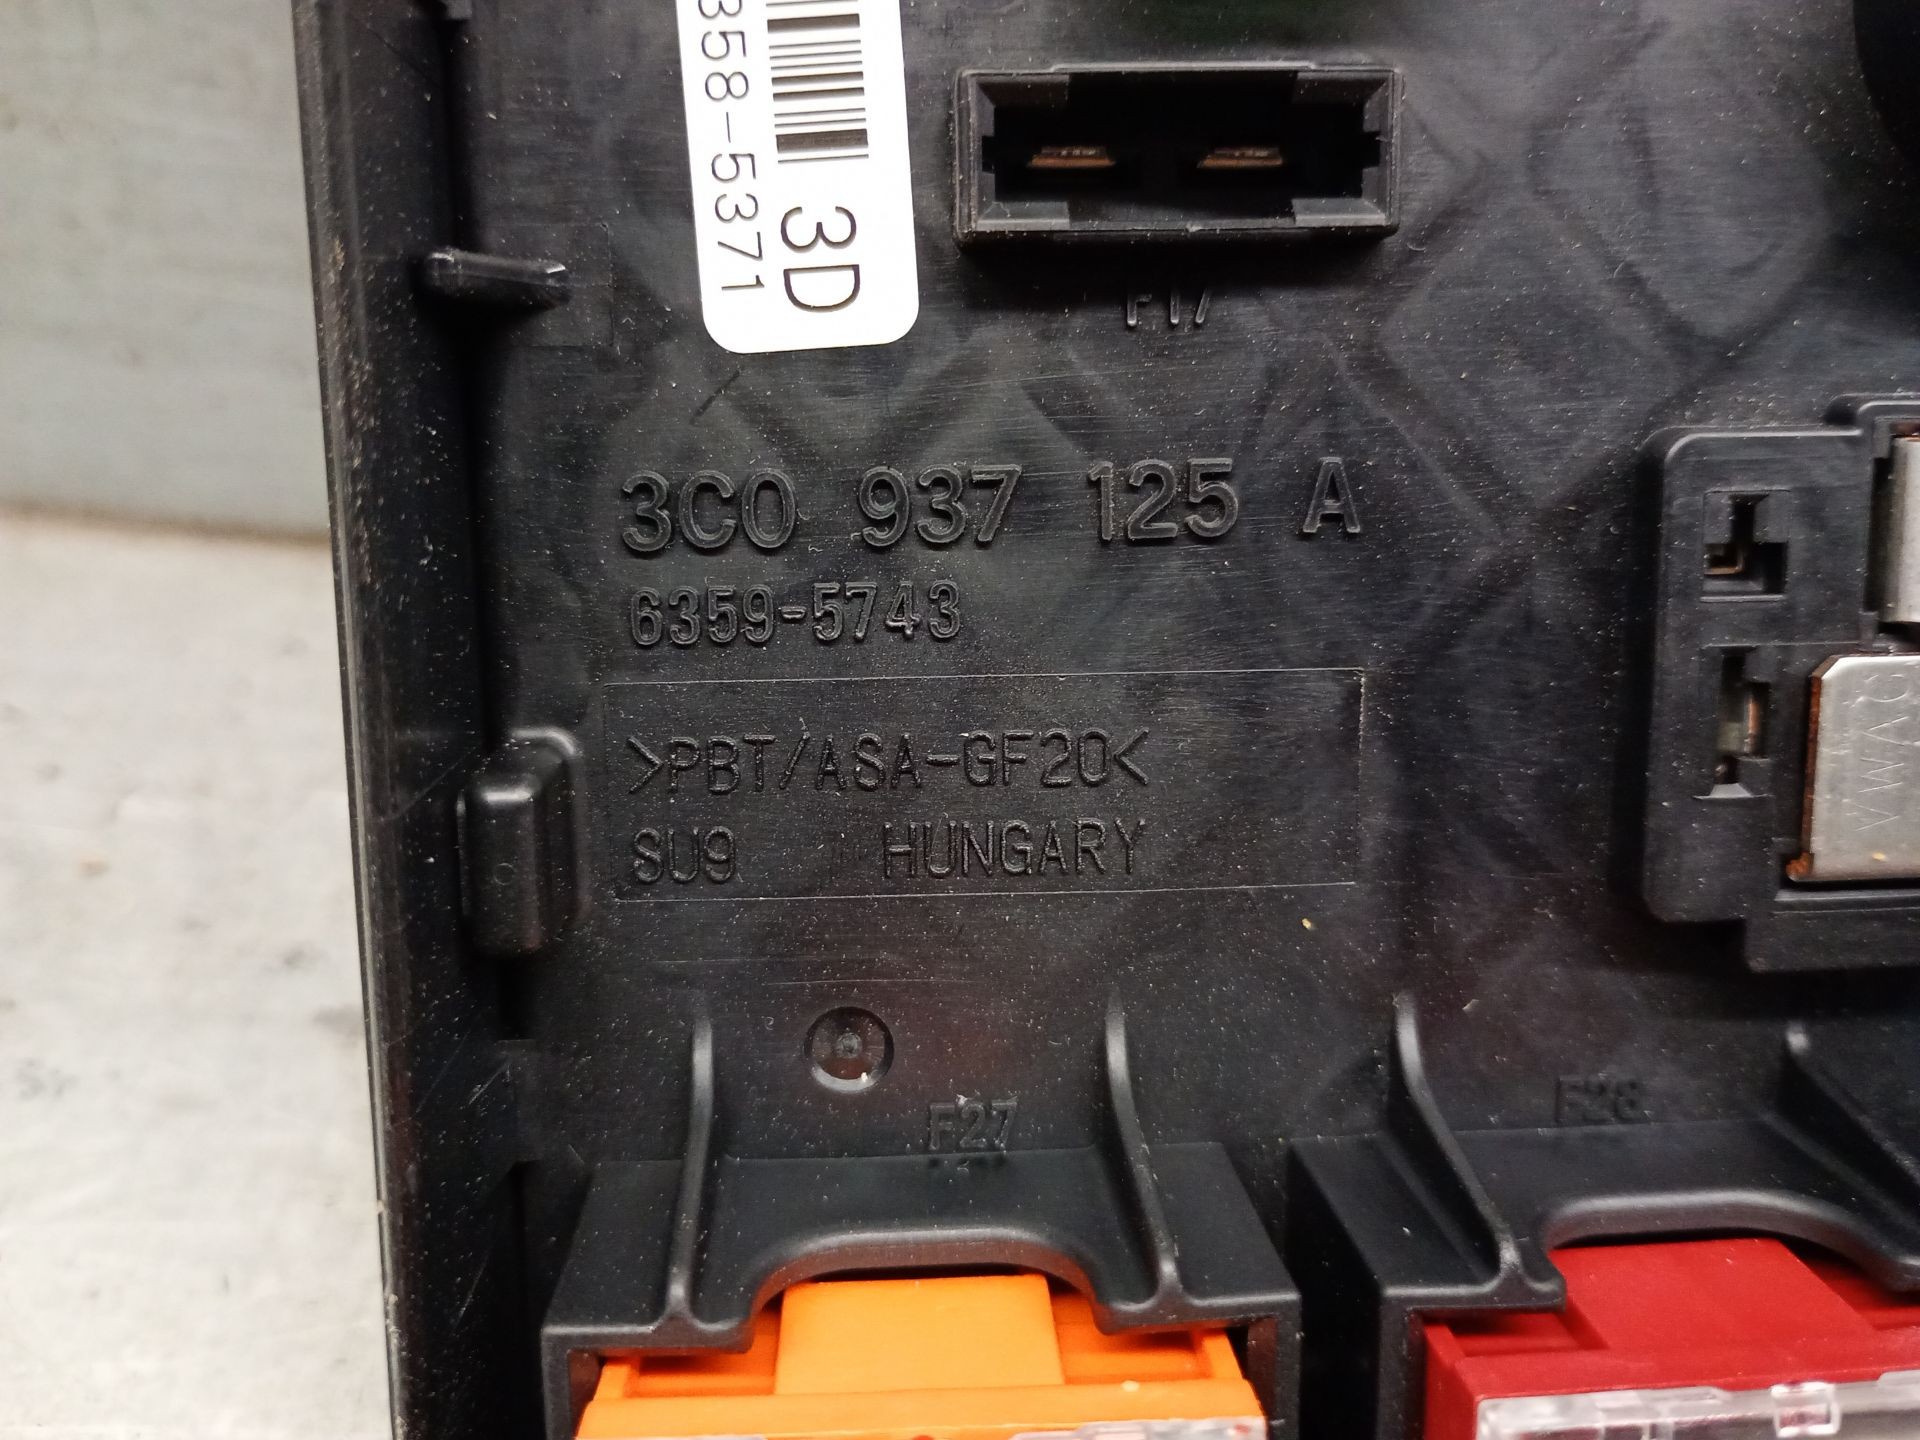 358-5371
3D
F17
3C0 937 125 A
6359-5743
>PBT/ASA-GF20<
SU9 HUNGARY
F27
F28